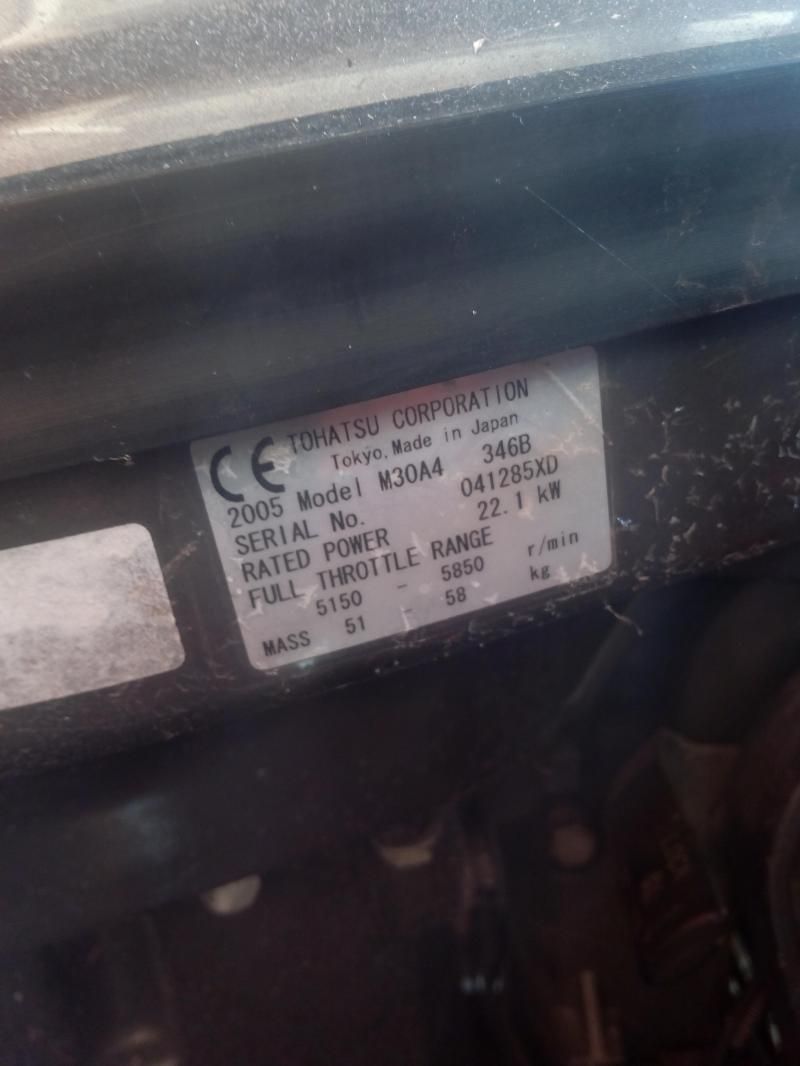 CE TOHATSU CORPORATION
Tokyo. Made in Japan
2005 Model M30A4 346B
SERIAL No. 041285XD
RATED POWER 22.1 kW
FULL THROTTLE RANGE
5150 - 5850 r/min
MASS 51 - 58 kg